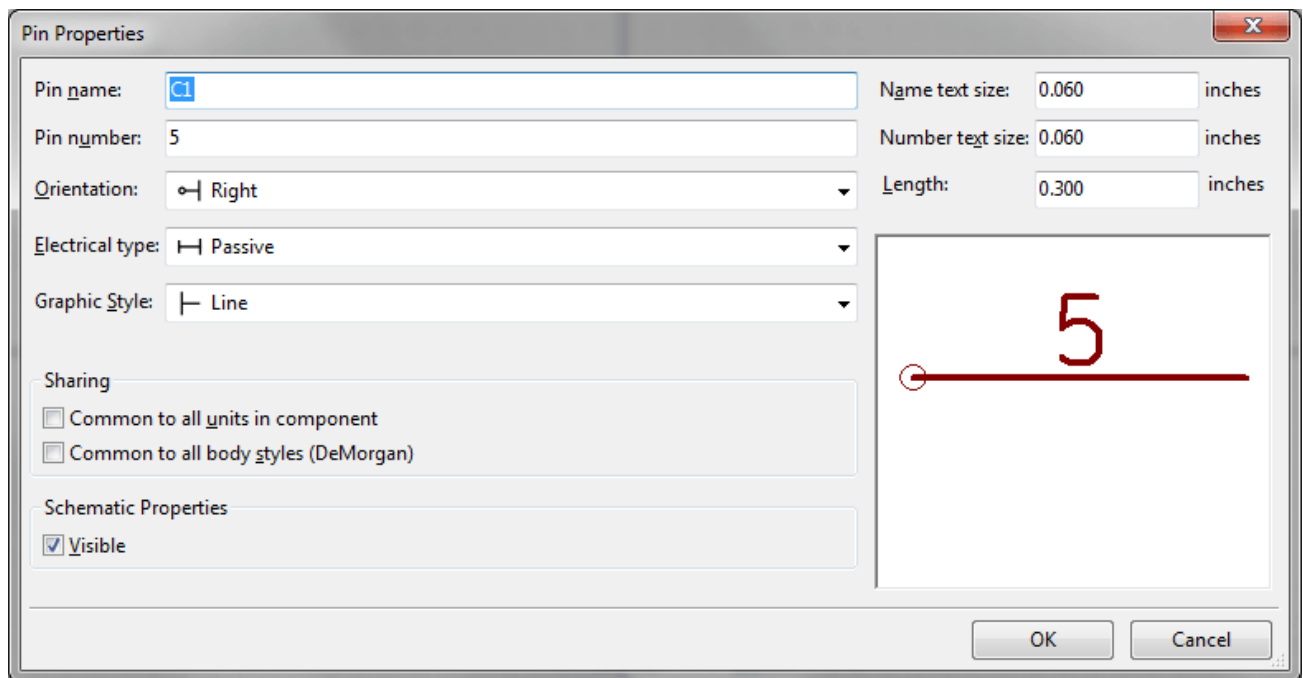 Pin Properties
Pin name: C1
Name text size: 0.060 inches
Pin number: 5
Number text size: 0.060 inches
Orientation: Right
Length: 0.300 inches
Electrical type: Passive
Graphic Style: Line
5
Sharing
Common to all units in component
Common to all body styles (DeMorgan)
Schematic Properties
Visible
OK
Cancel